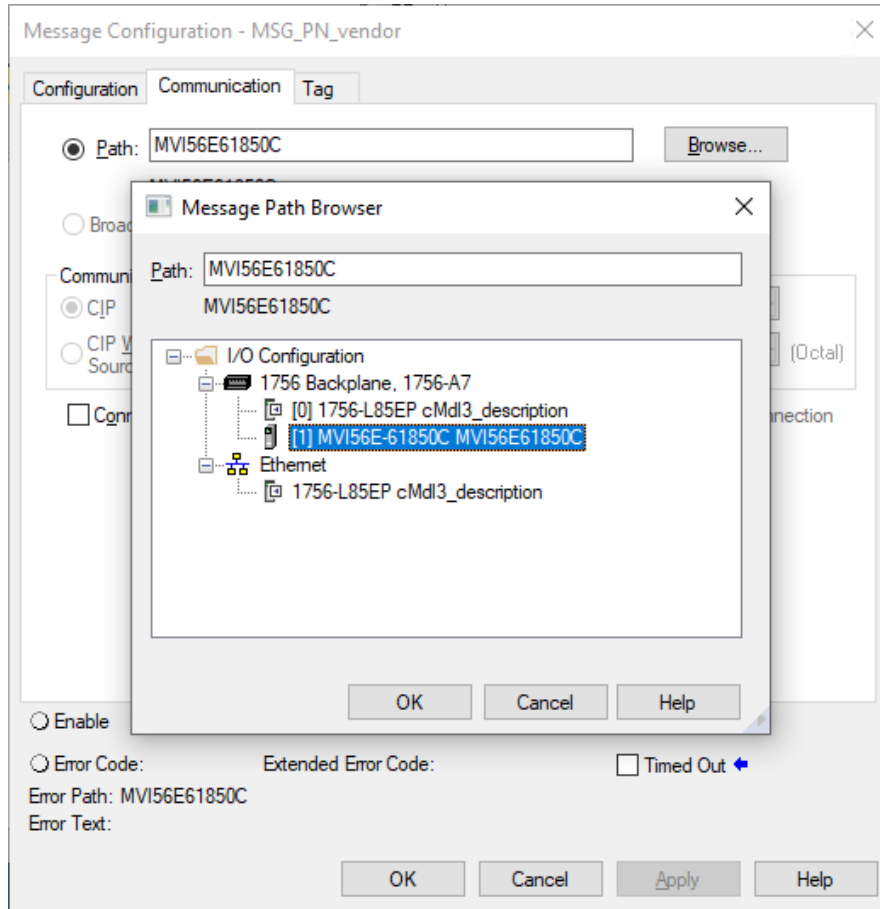 Message Configuration - MSG_PN_vendor
Configuration Communication Tag
Path: MVI56E61850C Browse...
Message Path Browser
Broad
Path: MVI56E61850C
MVI56E61850C
Communi
CIP
CIP W
Sourc
(Octal)
Conn
nnection
I/O Configuration
1756 Backplane, 1756-A7
[0] 1756-L85EP cMdl3_description
[1] MVI56E-61850C MVI56E61850C
Ethernet
1756-L85EP cMdl3_description
OK Cancel Help
Enable
Error Code: Extended Error Code: Timed Out
Error Path: MVI56E61850C
Error Text:
OK Cancel Apply Help